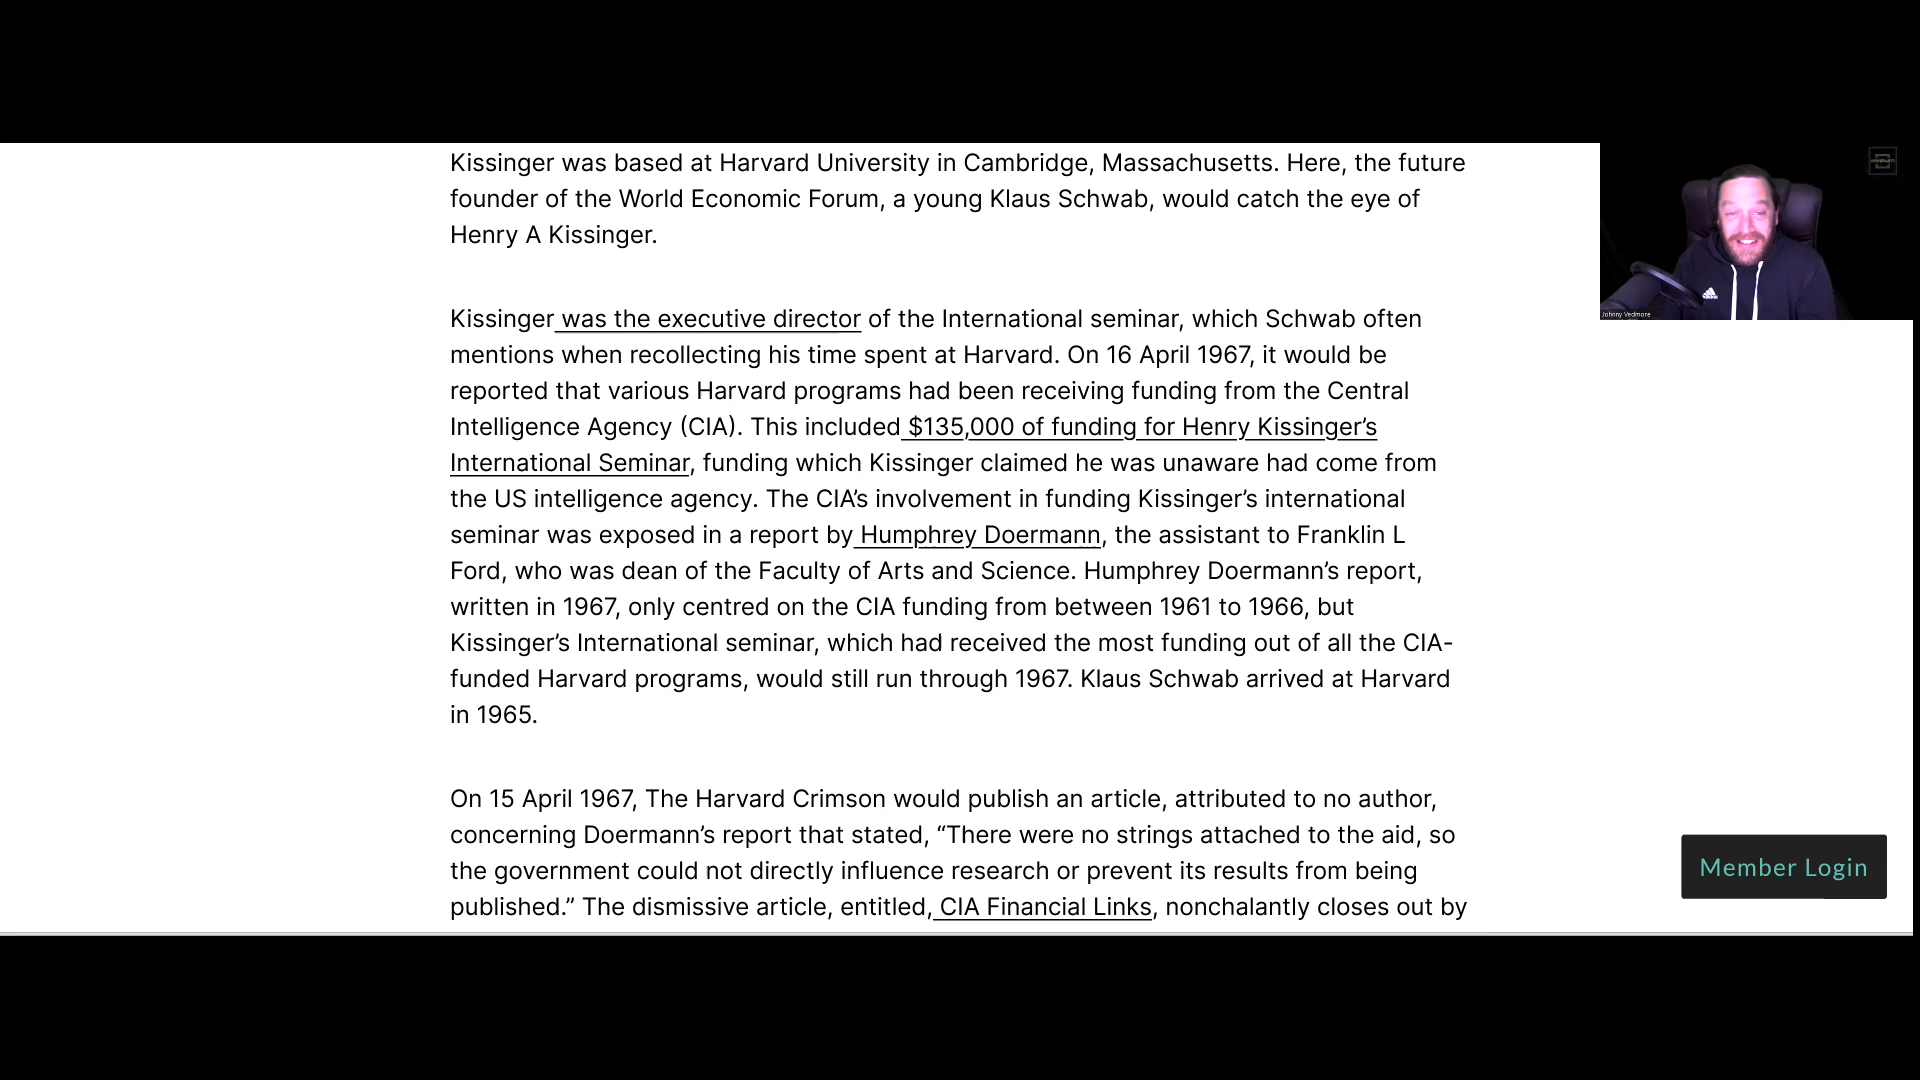 Kissinger was based at Harvard University in Cambridge, Massachusetts. Here, the future
founder of the World Economic Forum, a young Klaus Schwab, would catch the eye of
Henry A Kissinger.
Kissinger was the executive director of the International seminar, which Schwab often
mentions when recollecting his time spent at Harvard. On 16 April 1967, it would be
reported that various Harvard programs had been receiving funding from the Central
Intelligence Agency (CIA). This included $135,000 of funding for Henry Kissinger’s
International Seminar, funding which Kissinger claimed he was unaware had come from
the US intelligence agency. The CIA’s involvement in funding Kissinger’s international
seminar was exposed in a report by Humphrey Doermann, the assistant to Franklin L
Ford, who was dean of the Faculty of Arts and Science. Humphrey Doermann’s report,
written in 1967, only centred on the CIA funding from between 1961 to 1966, but
Kissinger’s International seminar, which had received the most funding out of all the CIA-
funded Harvard programs, would still run through 1967. Klaus Schwab arrived at Harvard
in 1965.
On 15 April 1967, The Harvard Crimson would publish an article, attributed to no author,
concerning Doermann’s report that stated, “There were no strings attached to the aid, so
the government could not directly influence research or prevent its results from being
published.” The dismissive article, entitled, CIA Financial Links, nonchalantly closes out by
Johnny Vedmore
Member Login